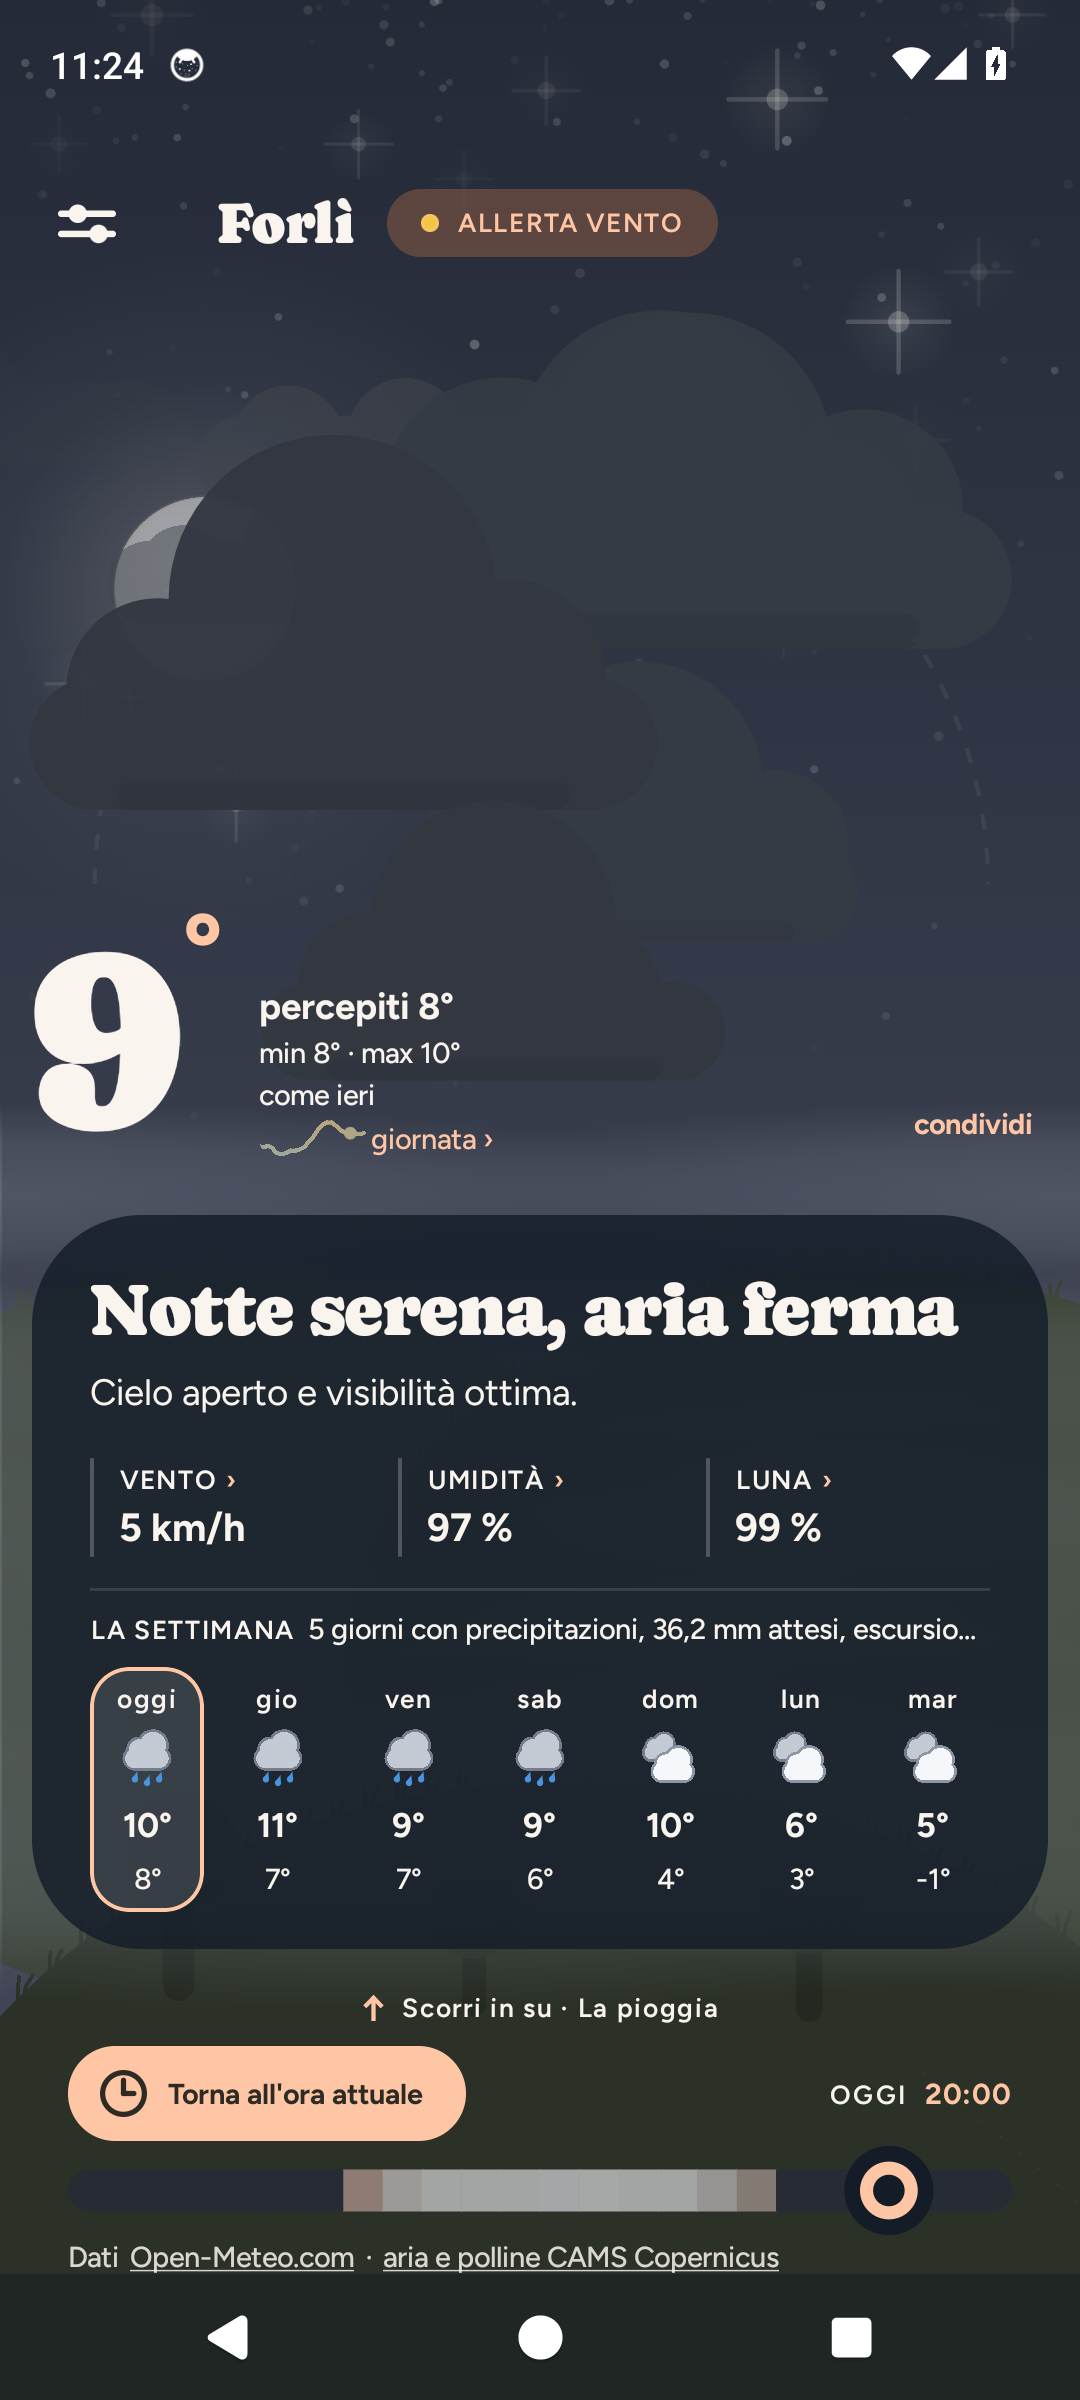 11:24
Forlì
ALLERTA VENTO
9°
percepiti 8°
min 8° · max 10°
come ieri
giornata ›
condividi
Notte serena, aria ferma
Cielo aperto e visibilità ottima.
VENTO › UMIDITÀ › LUNA ›
5 km/h 97 % 99 %
LA SETTIMANA 5 giorni con precipitazioni, 36,2 mm attesi, escursio...
oggi gio ven sab dom lun mar
10° 11° 9° 9° 10° 6° 5°
8° 7° 7° 6° 4° 3° -1°
↑ Scorri in su · La pioggia
Torna all'ora attuale
OGGI 20:00
Dati Open-Meteo.com · aria e polline CAMS Copernicus